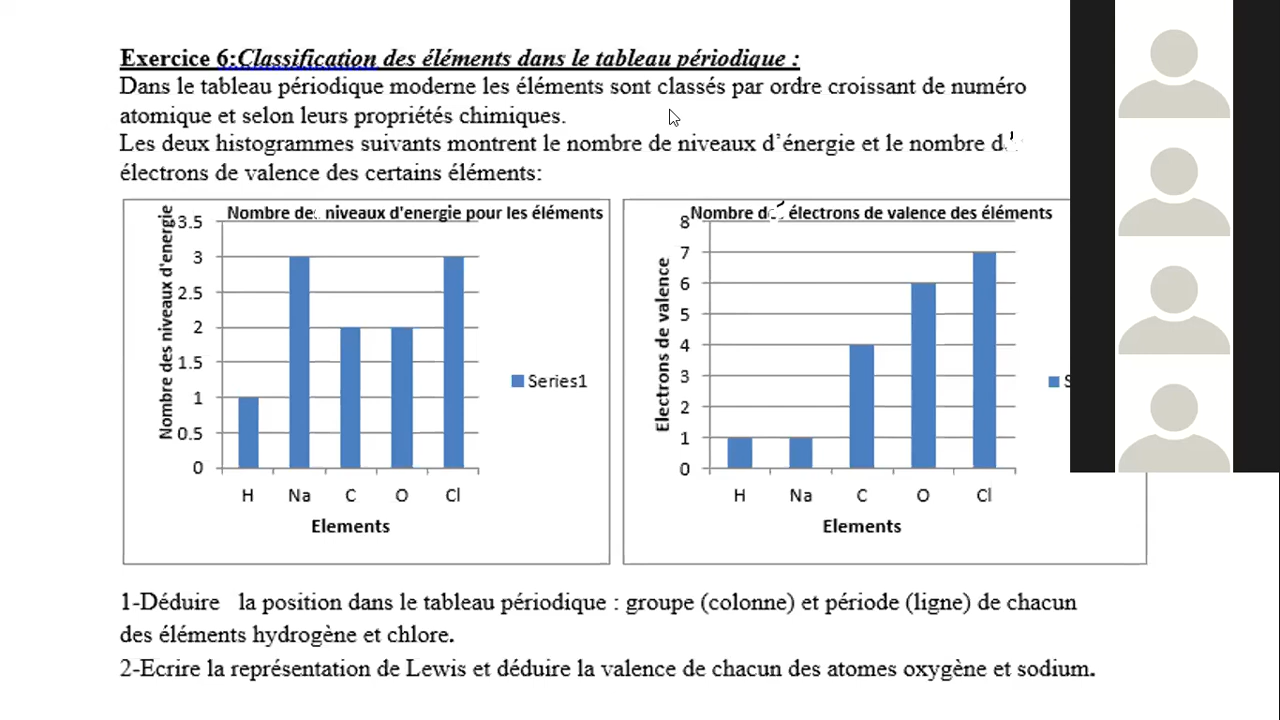 Exercice 6:Classification des éléments dans le tableau périodique :
Dans le tableau périodique moderne les éléments sont classés par ordre croissant de numéro
atomique et selon leurs propriétés chimiques.
Les deux histogrammes suivants montrent le nombre de niveaux d'énergie et le nombre
électrons de valence des certains éléments:
Nombre de niveaux d'energie pour les éléments
Nombre des niveaux d'energie
3.5
3
2.5
2
1.5
1
0.5
0
H Na C O Cl
Elements
Series1
Nombre électrons de valence des éléments
Electrons de valence
8
7
6
5
4
3
2
1
0
H Na C O Cl
Elements
1-Déduire la position dans le tableau périodique : groupe (colonne) et période (ligne) de chacun
des éléments hydrogène et chlore.
2-Ecrire la représentation de Lewis et déduire la valence de chacun des atomes oxygène et sodium.